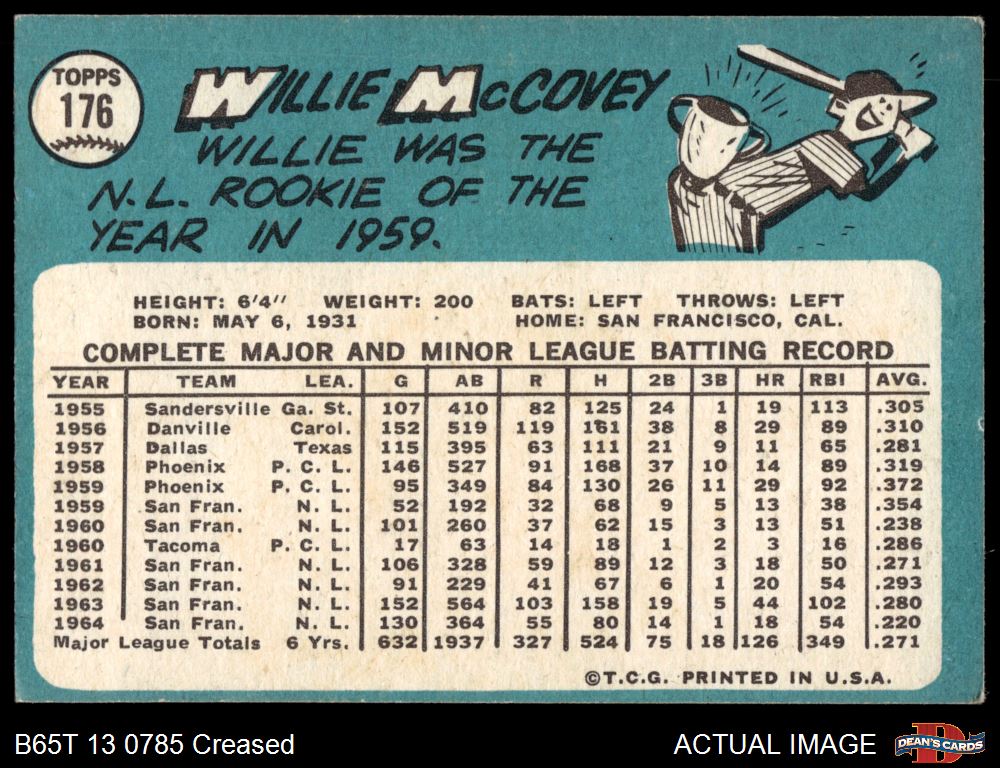 TOPPS
176
WILLIE McCOVEY
WILLIE WAS THE
N.L. ROOKIE OF THE
YEAR IN 1959.
HEIGHT: 6'4" WEIGHT: 200 BATS: LEFT THROWS: LEFT
BORN: MAY 6, 1931 HOME: SAN FRANCISCO, CAL.
COMPLETE MAJOR AND MINOR LEAGUE BATTING RECORD
YEAR TEAM LEA. G AB R H 2B 3B HR RBI AVG.
1955 Sandersville Ga. St. 107 410 82 125 24 1 19 113 .305
1956 Danville Carol. 152 519 119 161 38 8 29 89 .310
1957 Dallas Texas 115 395 63 111 21 9 11 65 .281
1958 Phoenix P. C. L. 146 527 91 168 37 10 14 89 .319
1959 Phoenix P. C. L. 95 349 84 130 26 11 29 92 .372
1959 San Fran. N. L. 52 192 32 68 9 5 13 38 .354
1960 San Fran. N. L. 101 260 37 62 15 3 13 51 .238
1960 Tacoma P. C. L. 17 63 14 18 1 2 3 16 .286
1961 San Fran. N. L. 106 328 59 89 12 3 18 50 .271
1962 San Fran. N. L. 91 229 41 67 6 1 20 54 .293
1963 San Fran. N. L. 152 564 103 158 19 5 44 102 .280
1964 San Fran. N. L. 130 364 55 80 14 1 18 54 .220
Major League Totals 6 Yrs. 632 1937 327 524 75 18 126 349 .271
©T.C.G. PRINTED IN U.S.A.
B65T 13 0785 Creased ACTUAL IMAGE
DEAN'S CARDS